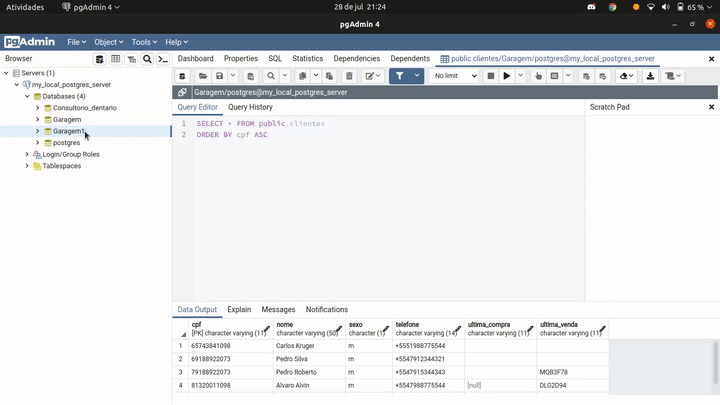 Atividades
pgAdmin 4
28 de jul 21:24
65 %
pgAdmin 4
pgAdmin
File
Object
Tools
Help
Browser
Dashboard
Properties
SQL
Statistics
Dependencies
Dependents
public.clientes/Garagem/postgres@my_local_postgres_server
Servers (1)
my_local_postgres_server
Databases (4)
Consultorio_dentario
Garagem
Garagem1
postgres
Login/Group Roles
Tablespaces
No limit
Garagem/postgres@my_local_postgres_server
Query Editor
Query History
Scratch Pad
1 SELECT * FROM public.clientes
2 ORDER BY cpf ASC
Data Output
Explain
Messages
Notifications
cpf nome sexo telefone ultima_compra ultima_venda
[PK] character varying (11) character varying (50) character (1) character varying (14) character varying (11) character varying (11)
1 65743841098 Carlos Kruger m +5551988775544
2 69188922073 Pedro Silva m +5547912344321
3 79188922073 Pedro Roberto m +5547915344343 MQB3F78
4 81320011098 Alvaro Alvin m +5547988775544 [null] DLG2D94